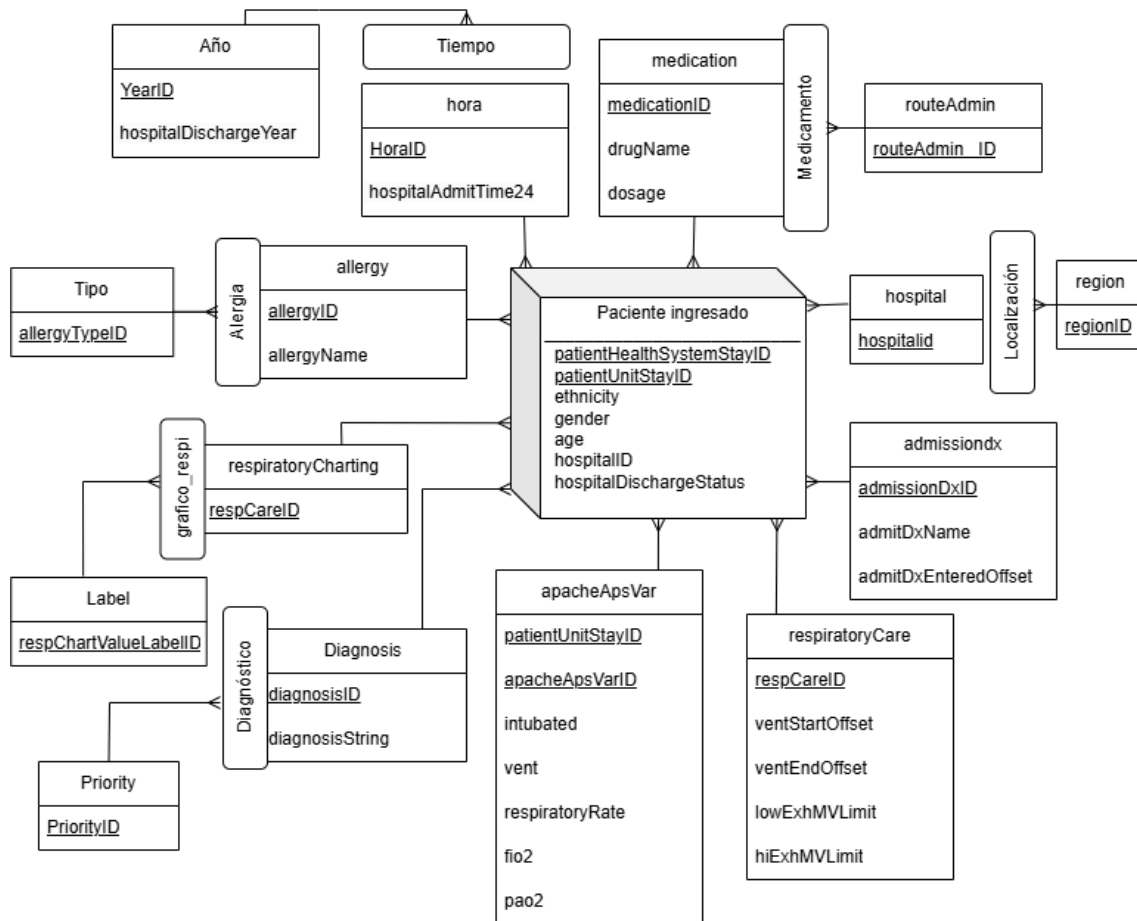 Año
YearID
hospitalDischargeYear
Tiempo
hora
HoraID
hospitalAdmitTime24
medication
medicationID
drugName
dosage
Medicamento
routeAdmin
routeAdmin_ID
Tipo
allergyTypeID
Alergia
allergy
allergyID
allergyName
Paciente ingresado
patientHealthSystemStayID
patientUnitStayID
ethnicity
gender
age
hospitalID
hospitalDischargeStatus
hospital
hospitalid
Localización
region
regionID
grafico_respi
respiratoryCharting
respCareID
Label
respChartValueLabelID
admissiondx
admissionDxID
admitDxName
admitDxEnteredOffset
Diagnóstico
Diagnosis
diagnosisID
diagnosisString
Priority
PriorityID
apacheApsVar
patientUnitStayID
apacheApsVarID
intubated
vent
respiratoryRate
fio2
pao2
respiratoryCare
respCareID
ventStartOffset
ventEndOffset
lowExhMVLimit
hiExhMVLimit